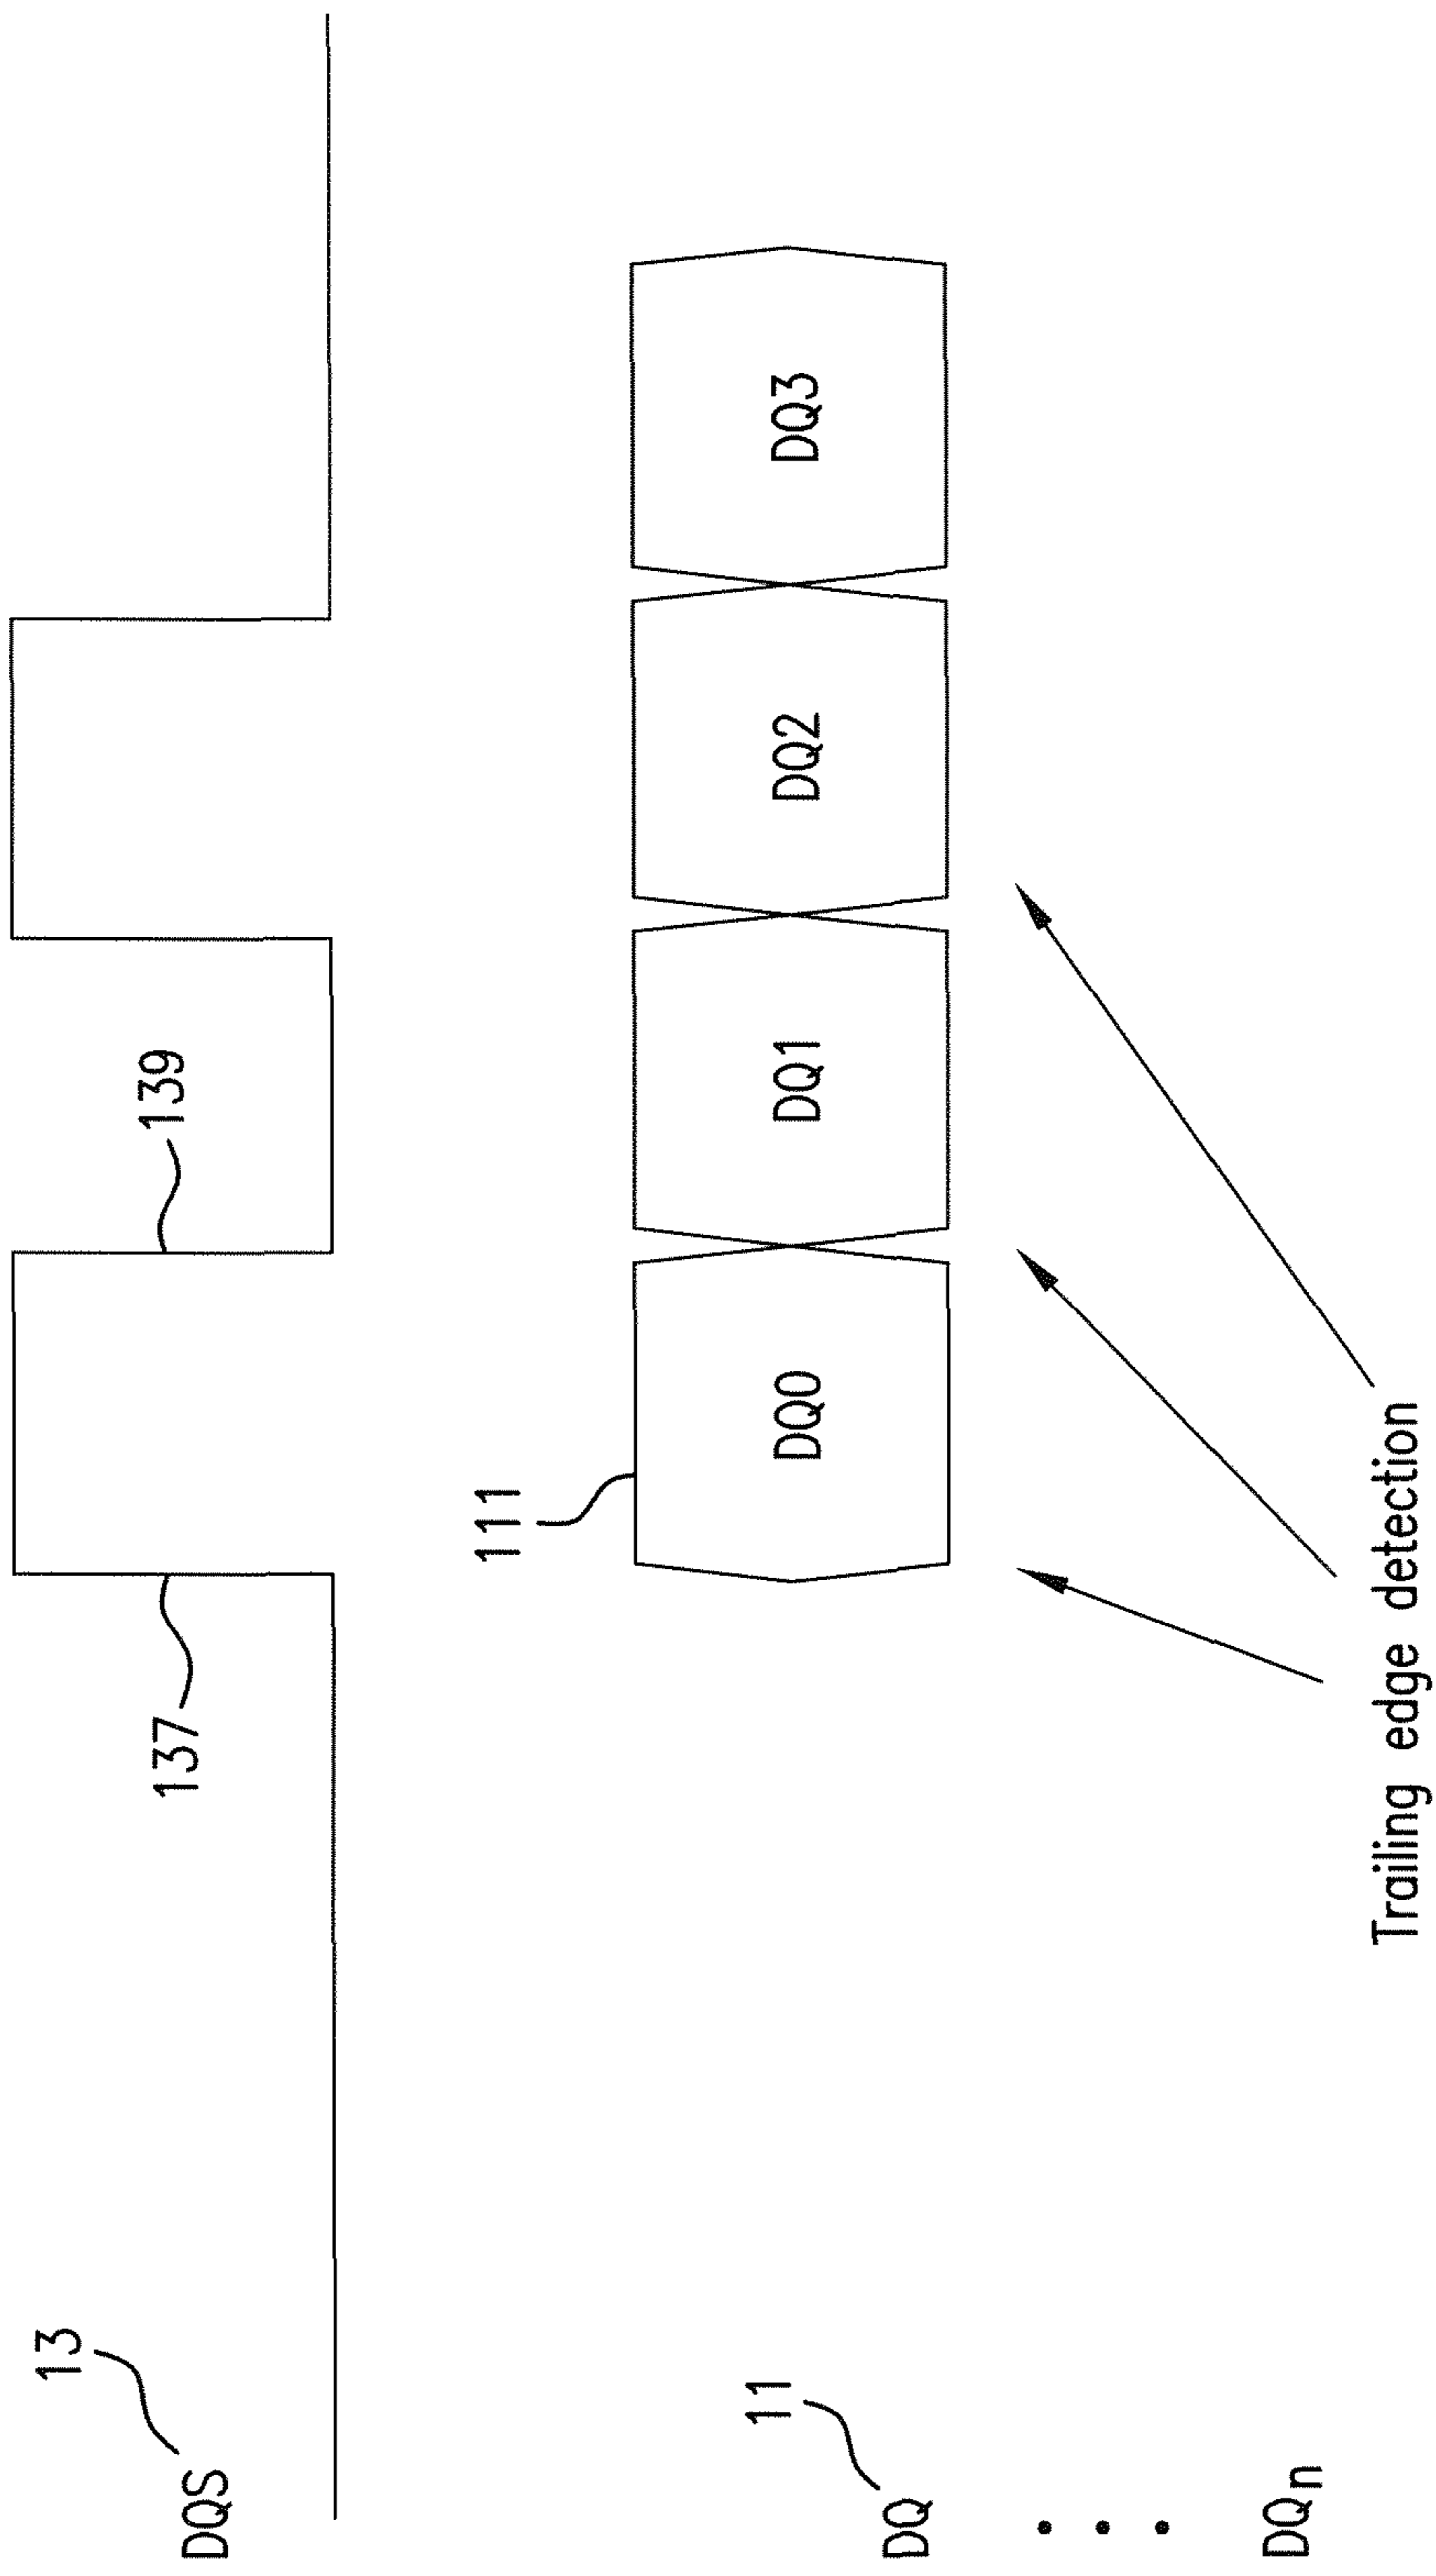 13
DQS
137
139
111
11
DQ
DQ0
DQ1
DQ2
DQ3
DQn
Trailing edge detection